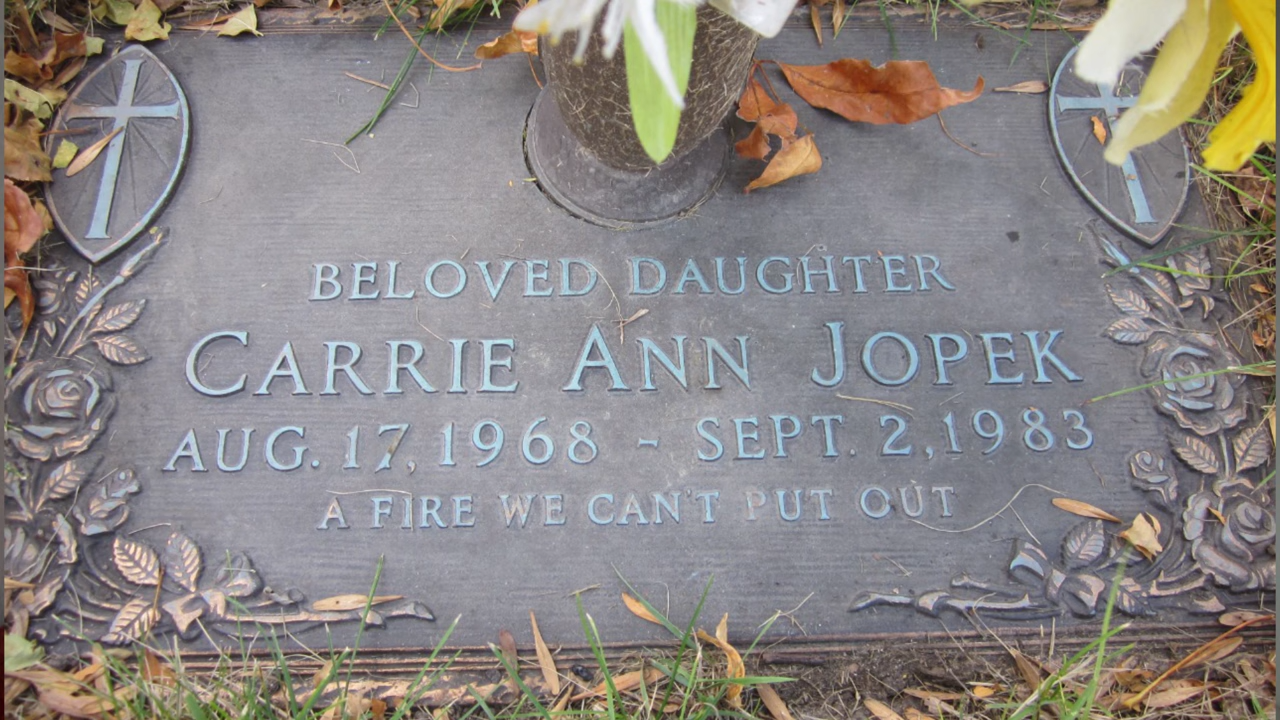 BELOVED DAUGHTER
CARRIE ANN JOPEK
AUG. 17, 1968 - SEPT. 2, 1983
A FIRE WE CAN'T PUT OUT